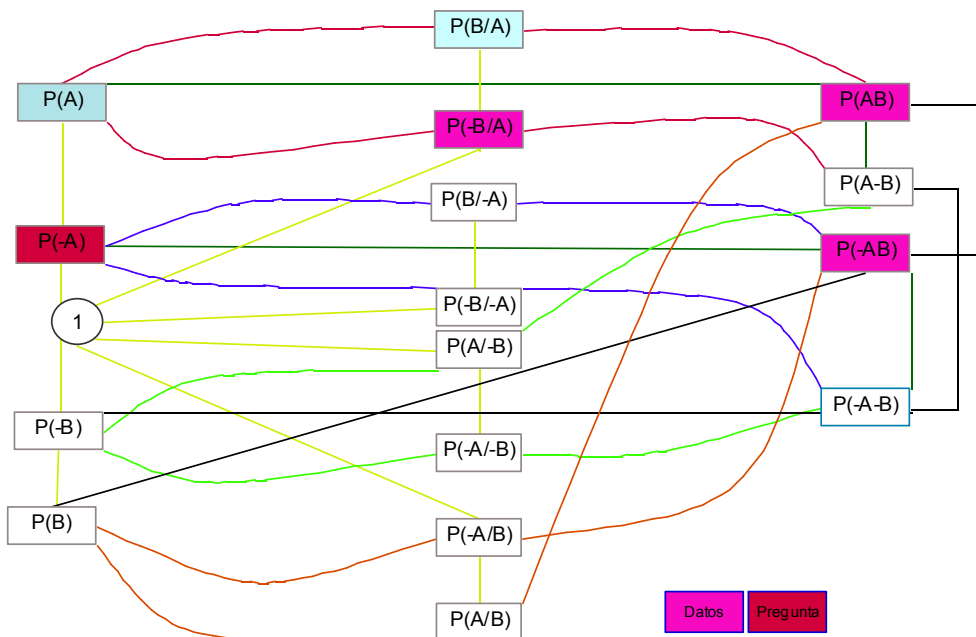 P(B/A)
P(A)
P(AB)
P(-B/A)
P(A-B)
P(B/-A)
P(-A)
P(-AB)
P(-B/-A)
1
P(A/-B)
P(-A-B)
P(-B)
P(-A/-B)
P(B)
P(-A/B)
P(A/B)
Datos
Pregunta